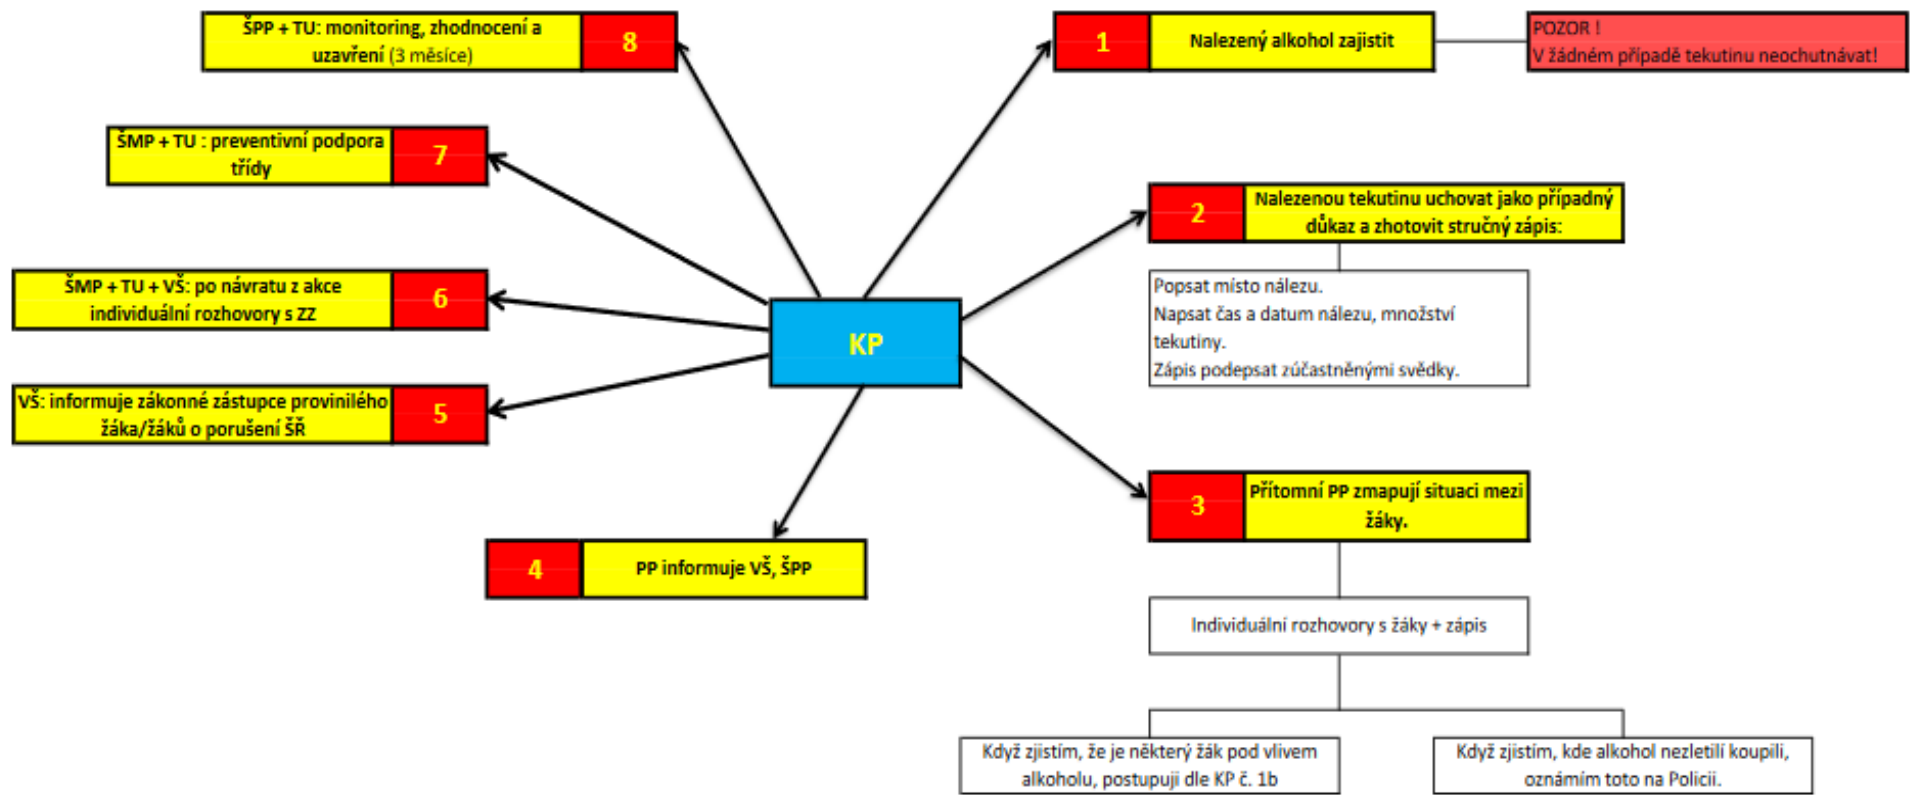 KP
1
Nalezený alkohol zajistit
POZOR !
V žádném případě tekutinu neochutnávat!
2
Nalezenou tekutinu uchovat jako případný
důkaz a zhotovit stručný zápis:
Popsat místo nálezu.
Napsat čas a datum nálezu, množství
tekutiny.
Zápis podepsat zúčastněnými svědky.
3
Přítomní PP zmapují situaci mezi
žáky.
Individuální rozhovory s žáky + zápis
Když zjistím, že je některý žák pod vlivem
alkoholu, postupuji dle KP č. 1b
Když zjistím, kde alkohol nezletilí koupili,
oznámím toto na Policii.
4
PP informuje VŠ, ŠPP
5
VŠ: informuje zákonné zástupce provinilého
žáka/žáků o porušení ŠŘ
6
ŠMP + TU + VŠ: po návratu z akce
individuální rozhovory s ZZ
7
ŠMP + TU : preventivní podpora
třídy
8
ŠPP + TU: monitoring, zhodnocení a
uzavření (3 měsíce)